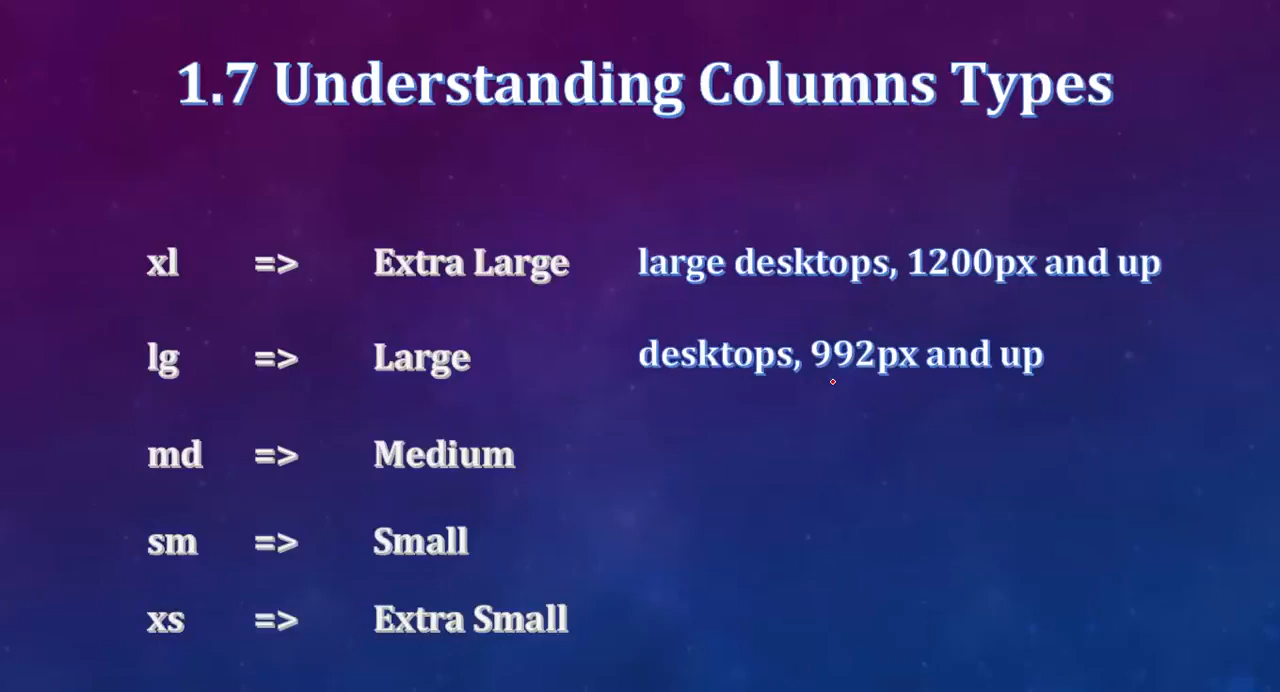 1.7 Understanding Columns Types
xl => Extra Large large desktops, 1200px and up
lg => Large desktops, 992px and up
md => Medium
sm => Small
xs => Extra Small